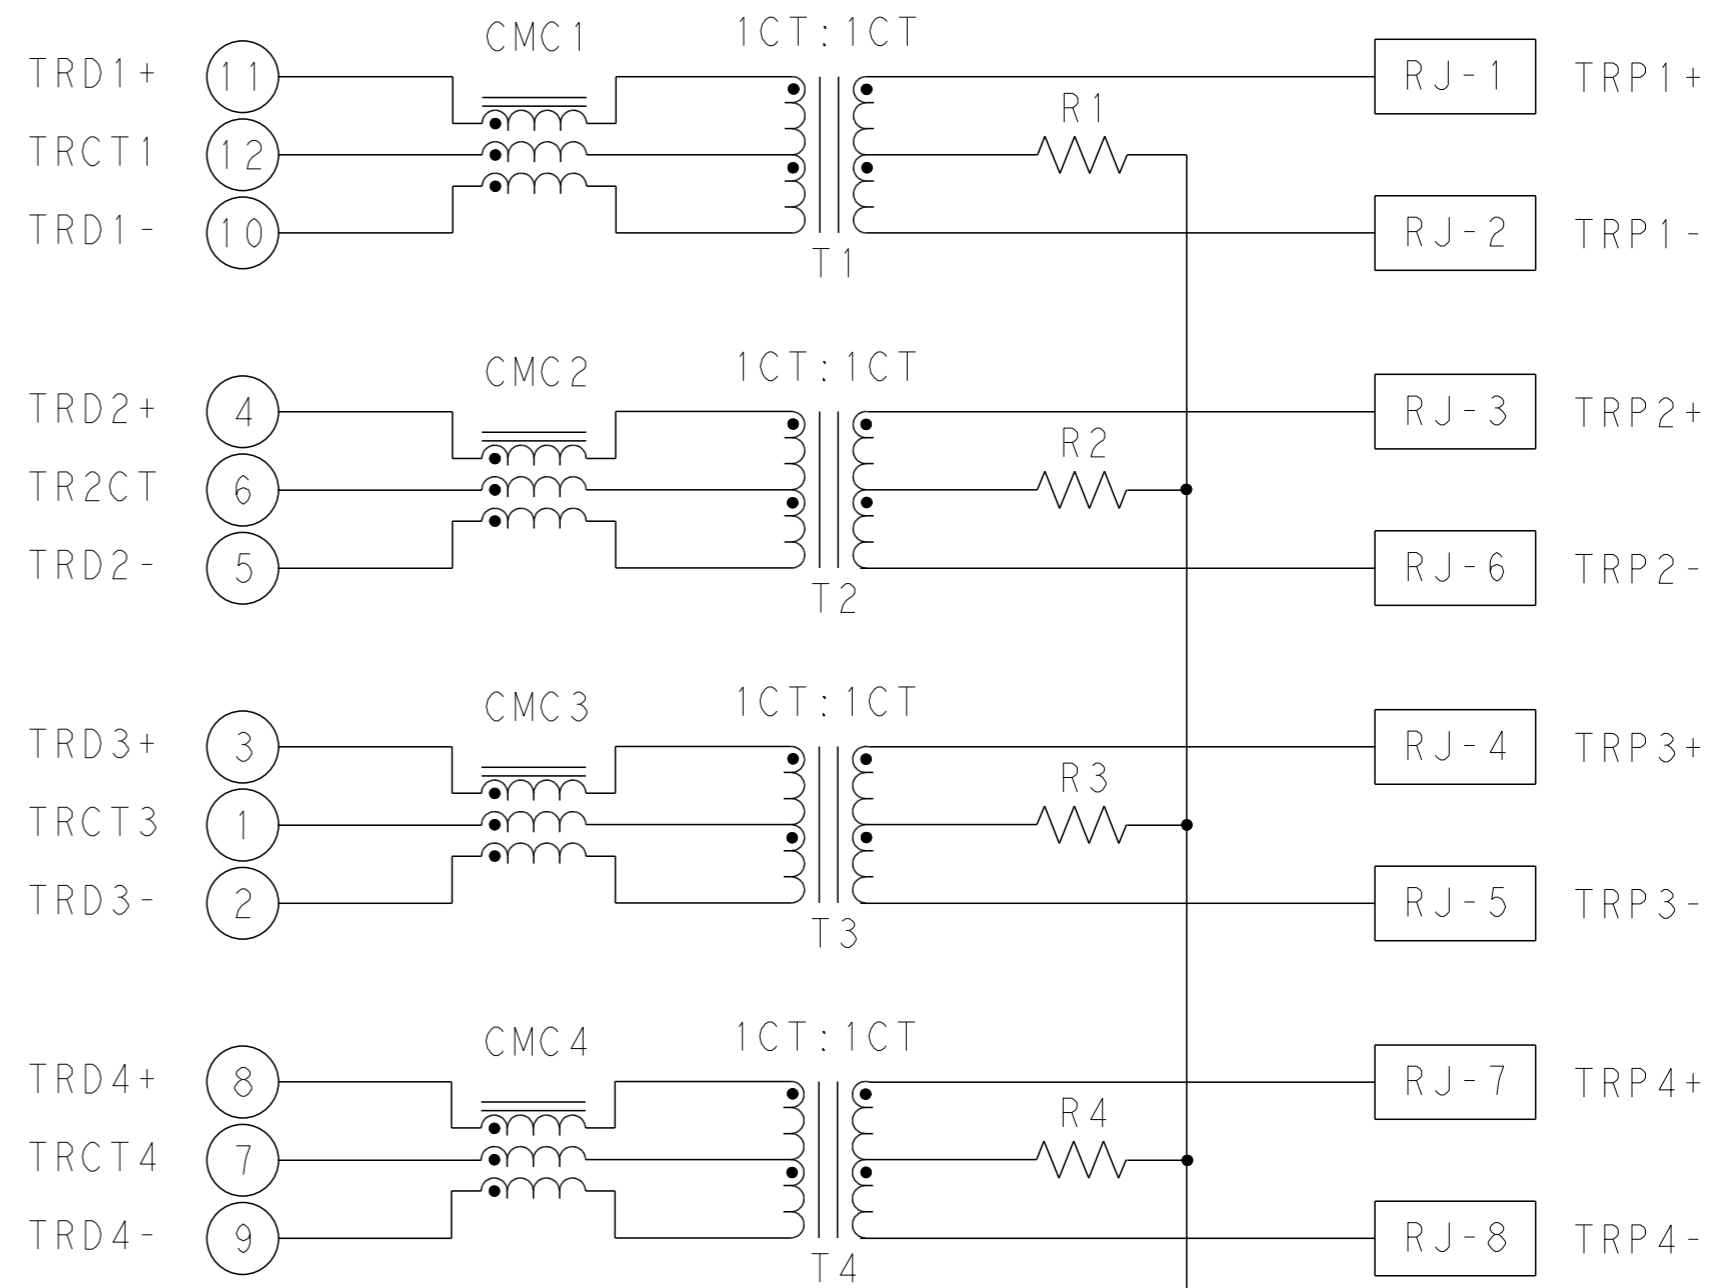 CMC1 1CT:1CT
TRD1+ 11 RJ-1 TRP1+
R1
TRCT1 12
TRD1- 10 RJ-2 TRP1-
T1
CMC2 1CT:1CT
TRD2+ 4 RJ-3 TRP2+
R2
TR2CT 6
TRD2- 5 RJ-6 TRP2-
T2
CMC3 1CT:1CT
TRD3+ 3 RJ-4 TRP3+
R3
TRCT3 1
TRD3- 2 RJ-5 TRP3-
T3
CMC4 1CT:1CT
TRD4+ 8 RJ-7 TRP4+
R4
TRCT4 7
TRD4- 9 RJ-8 TRP4-
T4